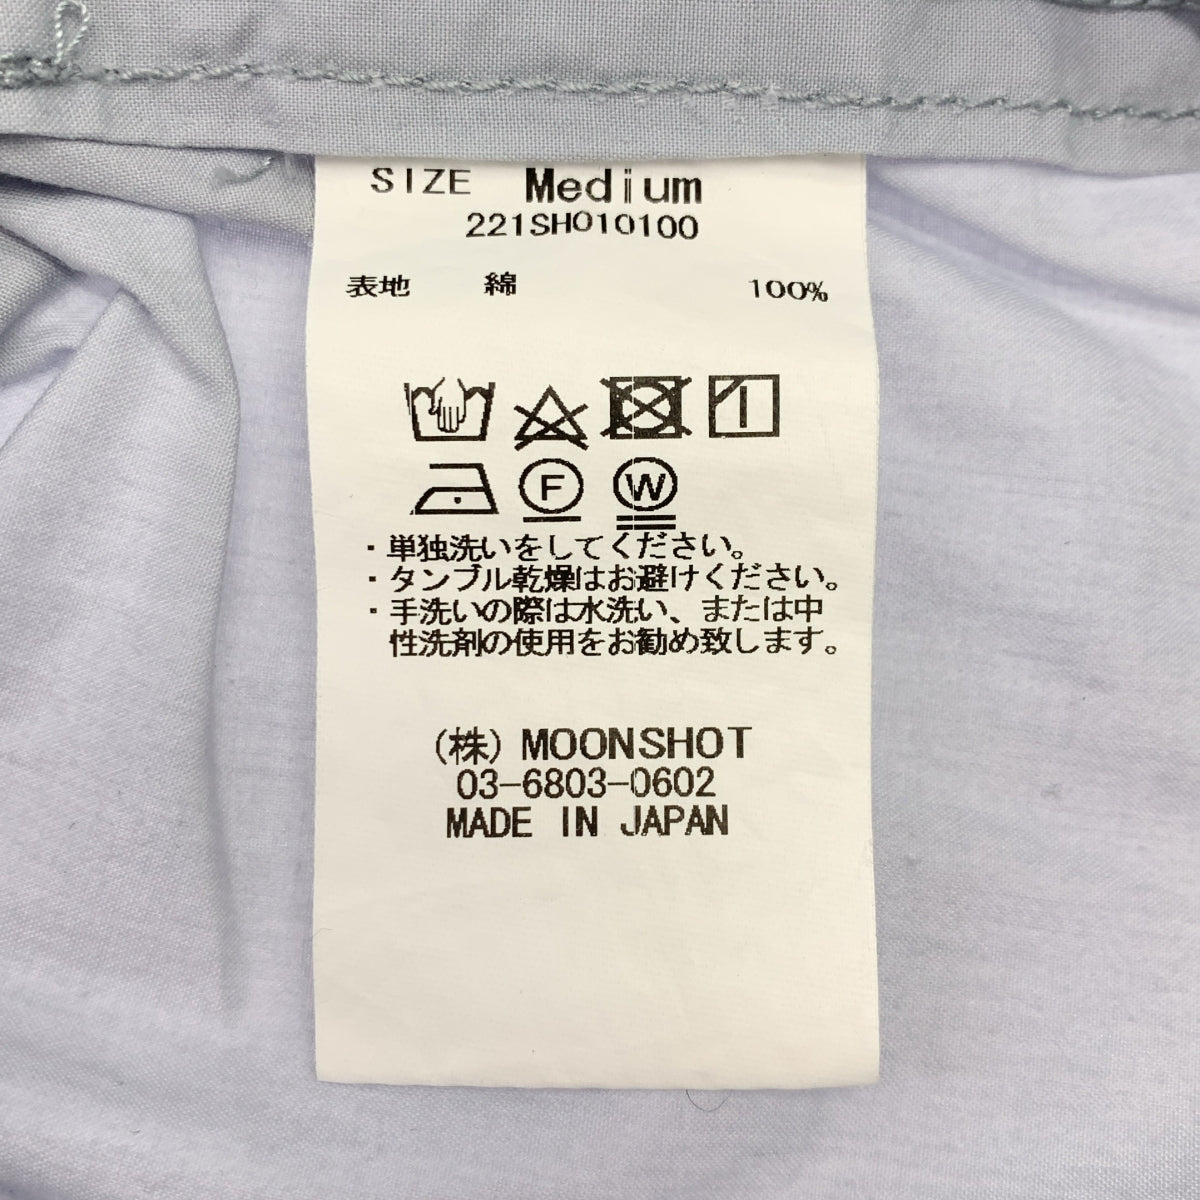 SIZE Medium
221SH010100
表地 綿 100%
F W
・単独洗いをしてください。
・タンブル乾燥はお避けください。
・手洗いの際は水洗い、または中
性洗剤の使用をお勧め致します。
(株) MOONSHOT
03-6803-0602
MADE IN JAPAN